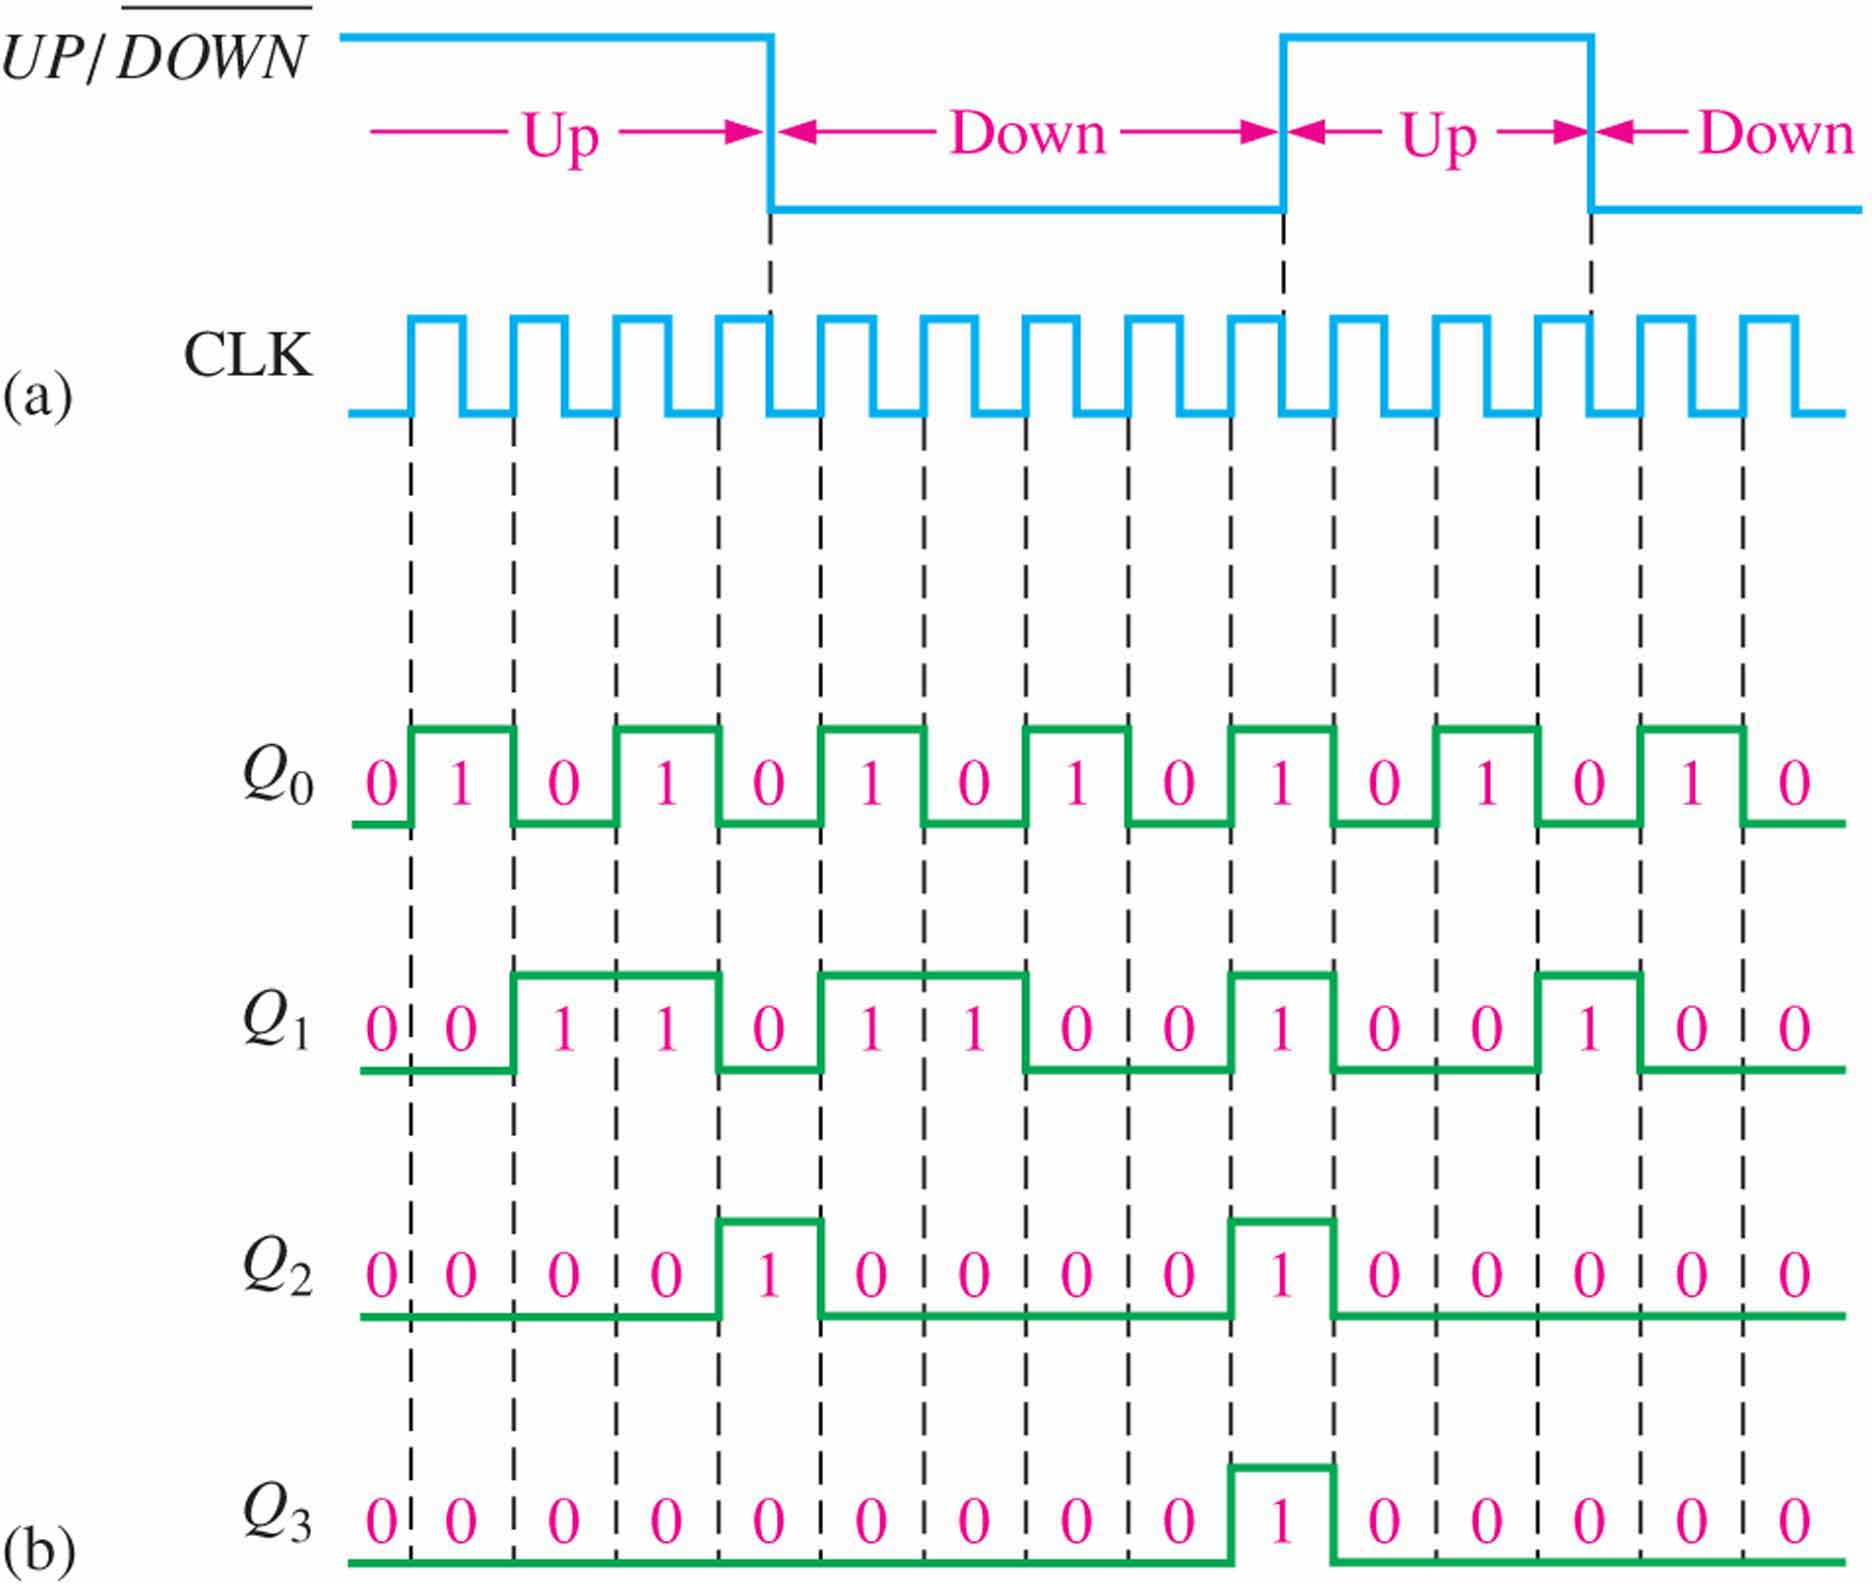 UP/DOWN
Up Down Up Down
CLK
(a)
Q0 0 1 0 1 0 1 0 1 0 1 0 1 0 1 0
Q1 0 0 1 1 0 1 1 0 0 1 0 0 1 0 0
Q2 0 0 0 0 1 0 0 0 0 1 0 0 0 0 0
Q3 0 0 0 0 0 0 0 0 0 1 0 0 0 0 0
(b)